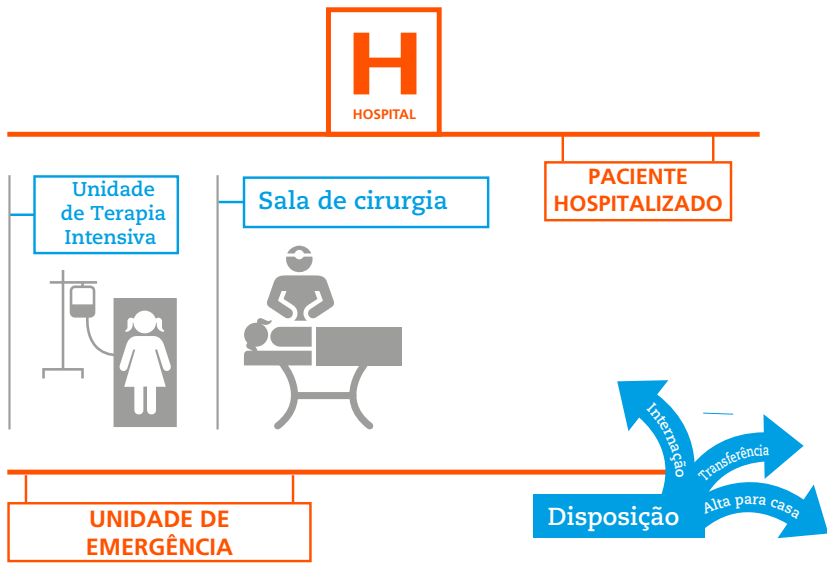 H
HOSPITAL
Unidade
de Terapia
Intensiva
Sala de cirurgia
PACIENTE
HOSPITALIZADO
Internação
Transferência
Alta para casa
Disposição
UNIDADE DE
EMERGÊNCIA